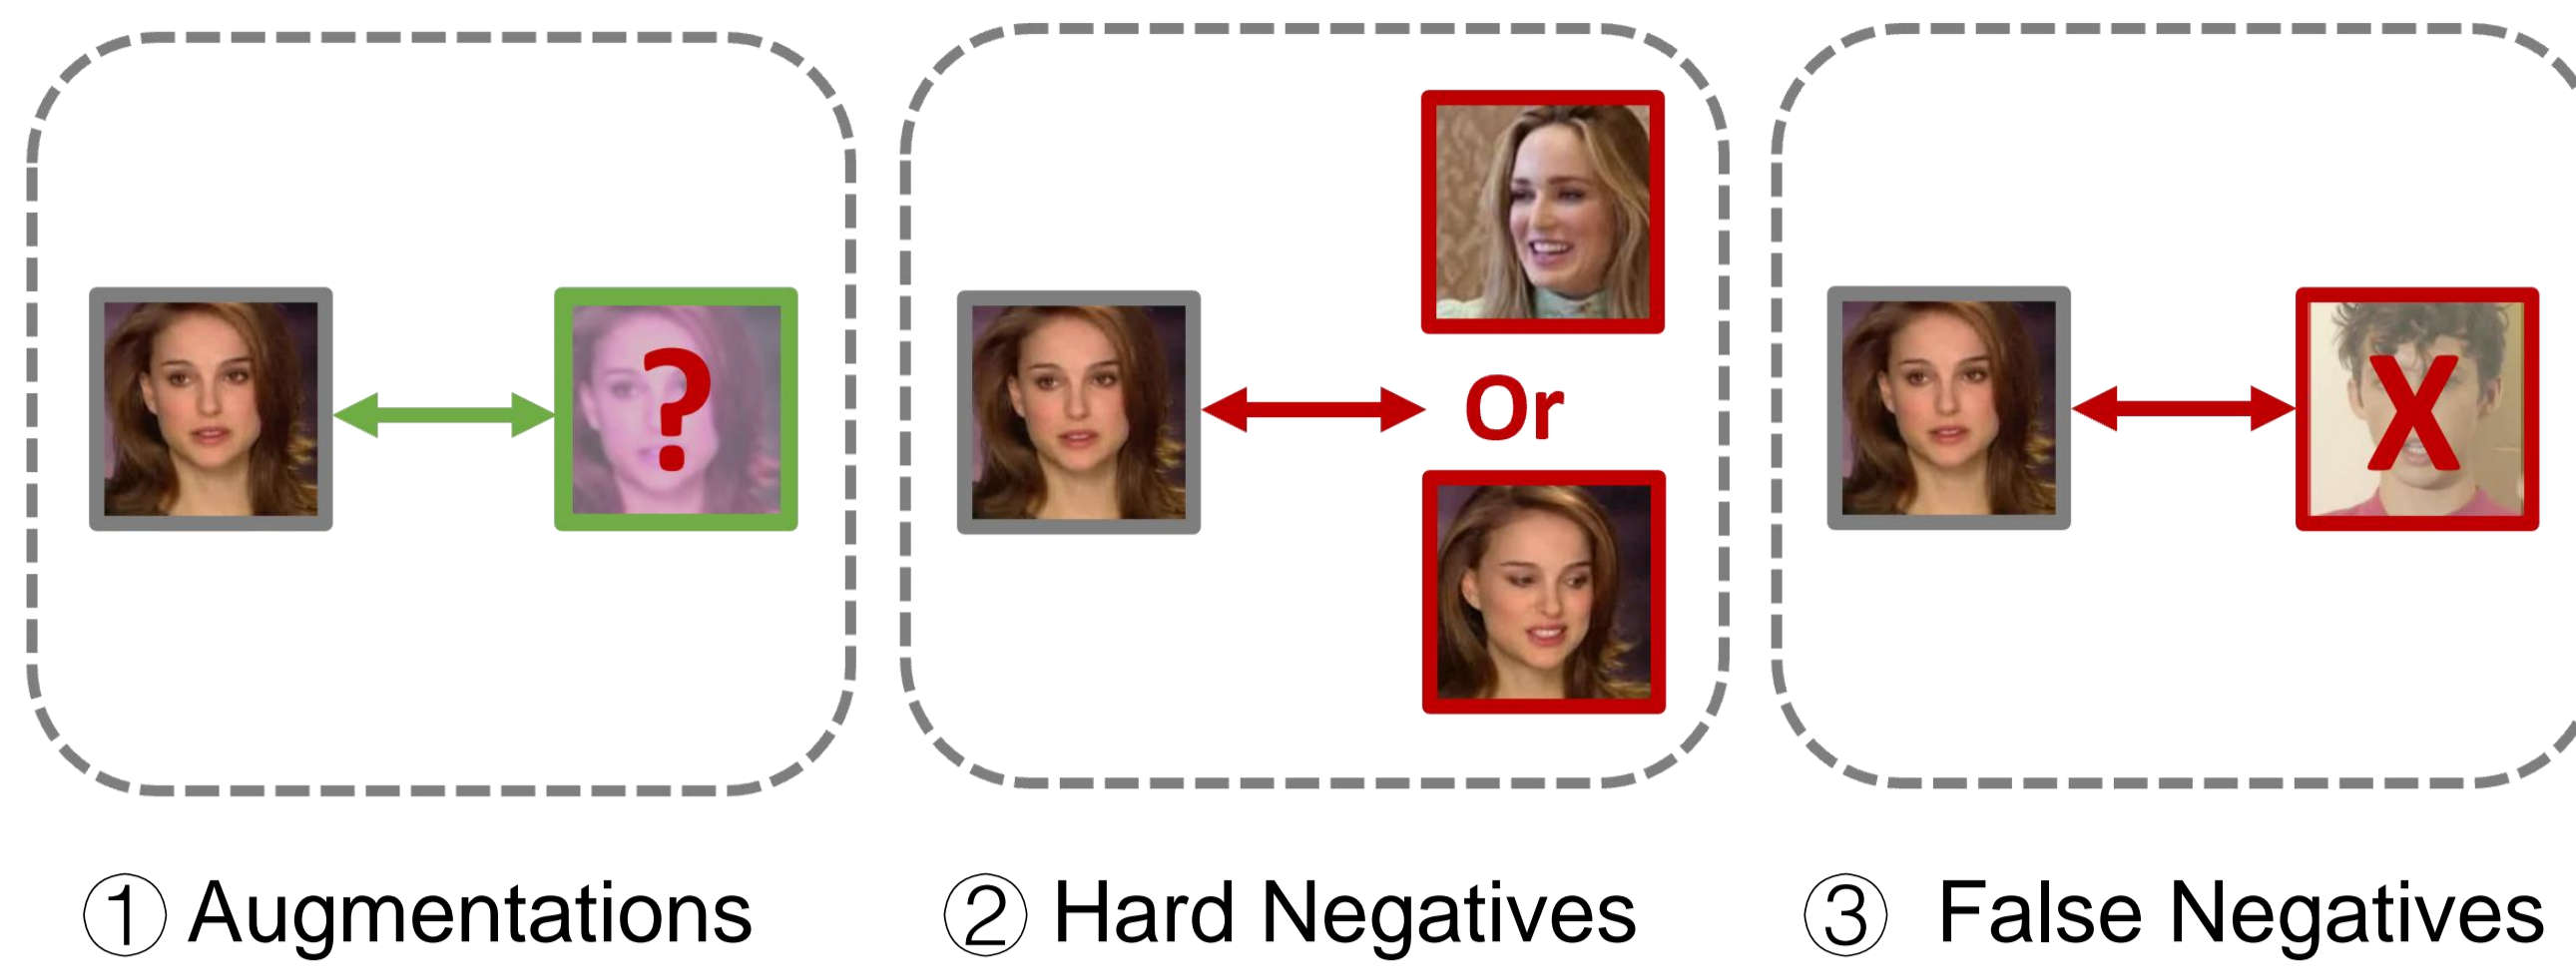 ?
Or
X
① Augmentations
② Hard Negatives
③ False Negatives